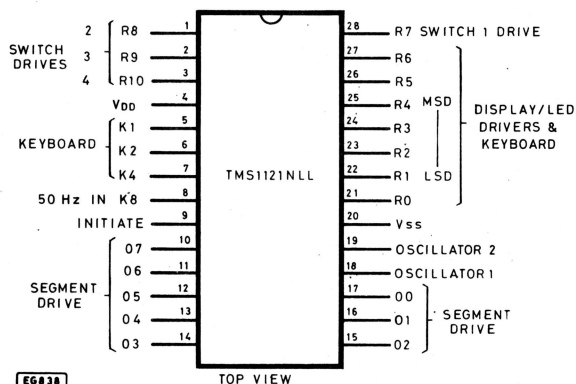 2 R8 1
SWITCH DRIVES
3 R9 2
4 R10 3
VDD 4
KEYBOARD
K1 5
K2 6
K4 7
50 Hz IN K8 8
INITIATE 9
SEGMENT DRIVE
07 10
06 11
05 12
04 13
03 14
TMS1121NLL
28 R7 SWITCH 1 DRIVE
27 R6
26 R5
25 R4 MSD
24 R3
23 R2
22 R1 LSD
21 R0
DISPLAY/LED
DRIVERS &
KEYBOARD
20 Vss
19 OSCILLATOR 2
18 OSCILLATOR 1
17 00
16 01
15 02
SEGMENT
DRIVE
TOP VIEW
EG838